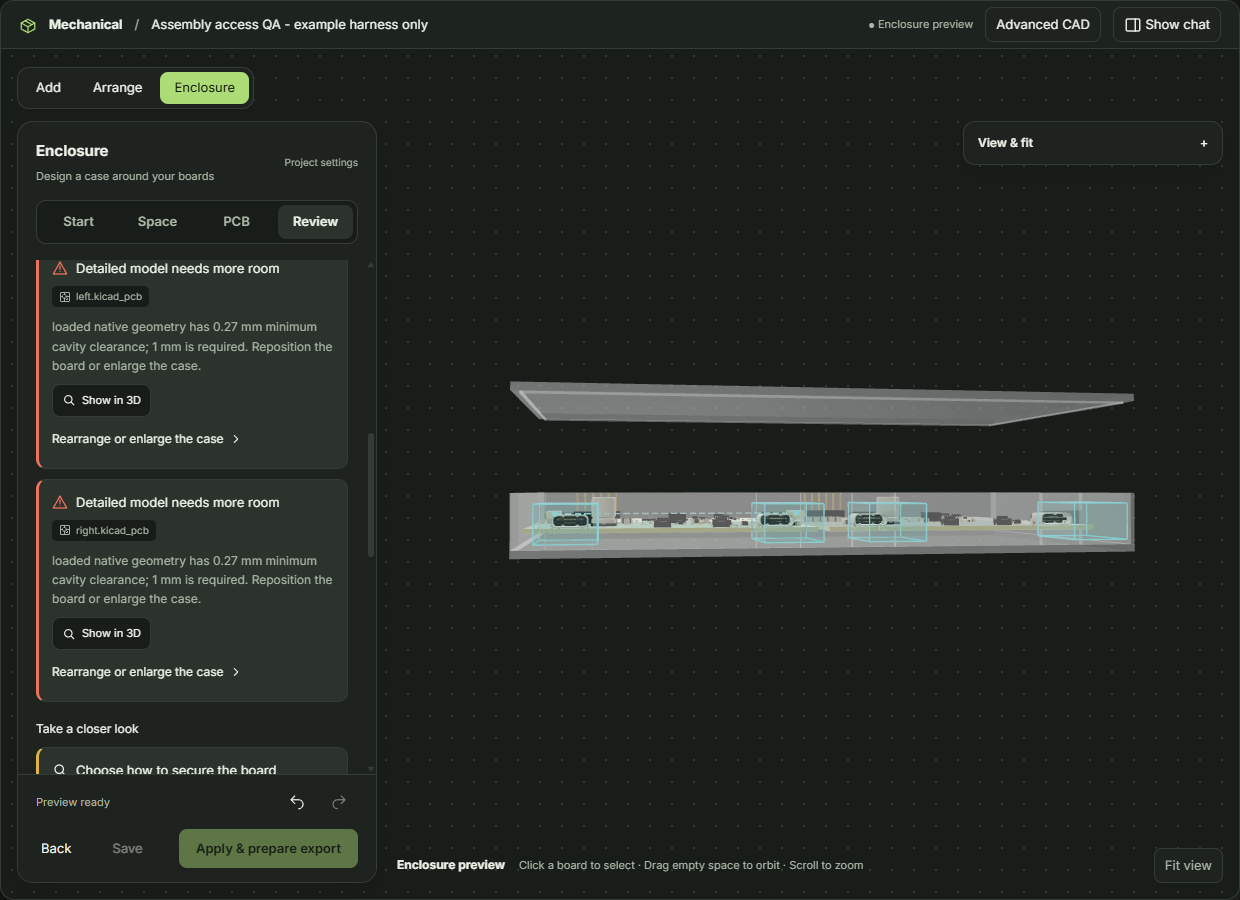 Mechanical / Assembly access QA - example harness only
Enclosure preview
Advanced CAD
Show chat
Add
Arrange
Enclosure
Enclosure
Design a case around your boards
Project settings
View & fit
+
Start
Space
PCB
Review
Detailed model needs more room
left.kicad_pcb
loaded native geometry has 0.27 mm minimum
cavity clearance; 1 mm is required. Reposition the
board or enlarge the case.
Show in 3D
Rearrange or enlarge the case
Detailed model needs more room
right.kicad_pcb
loaded native geometry has 0.27 mm minimum
cavity clearance; 1 mm is required. Reposition the
board or enlarge the case.
Show in 3D
Rearrange or enlarge the case
Take a closer look
Choose how to secure the board
Preview ready
Back
Save
Apply & prepare export
Enclosure preview
Click a board to select · Drag empty space to orbit · Scroll to zoom
Fit view